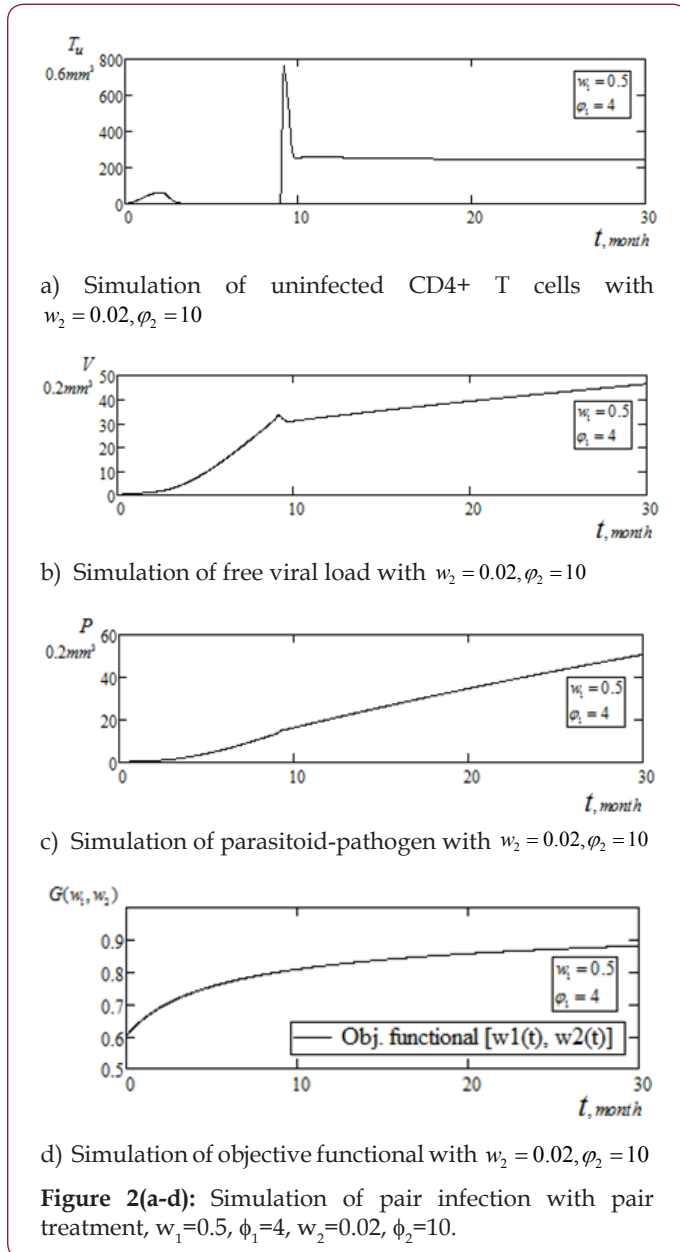 T_u
0.6mm³
800
600
400
200
0
w₁ = 0.5
φ₁ = 4
0 10 20 30
t, month
a) Simulation of uninfected CD4+ T cells with
w₂ = 0.02, φ₂ = 10
V
0.2mm³
50
40
30
20
10
0
w₁ = 0.5
φ₁ = 4
0 10 20 30
t, month
b) Simulation of free viral load with w₂ = 0.02, φ₂ = 10
P
0.2mm³
60
40
20
0
w₁ = 0.5
φ₁ = 4
0 10 20 30
t, month
c) Simulation of parasitoid-pathogen with w₂ = 0.02, φ₂ = 10
G(w₁, w₂)
0.9
0.8
0.7
0.6
0.5
w₁ = 0.5
φ₁ = 4
Obj. functional [w1(t), w2(t)]
0 10 20 30
t, month
d) Simulation of objective functional with w₂ = 0.02, φ₂ = 10
Figure 2(a-d): Simulation of pair infection with pair
treatment, w₁=0.5, ϕ₁=4, w₂=0.02, ϕ₂=10.